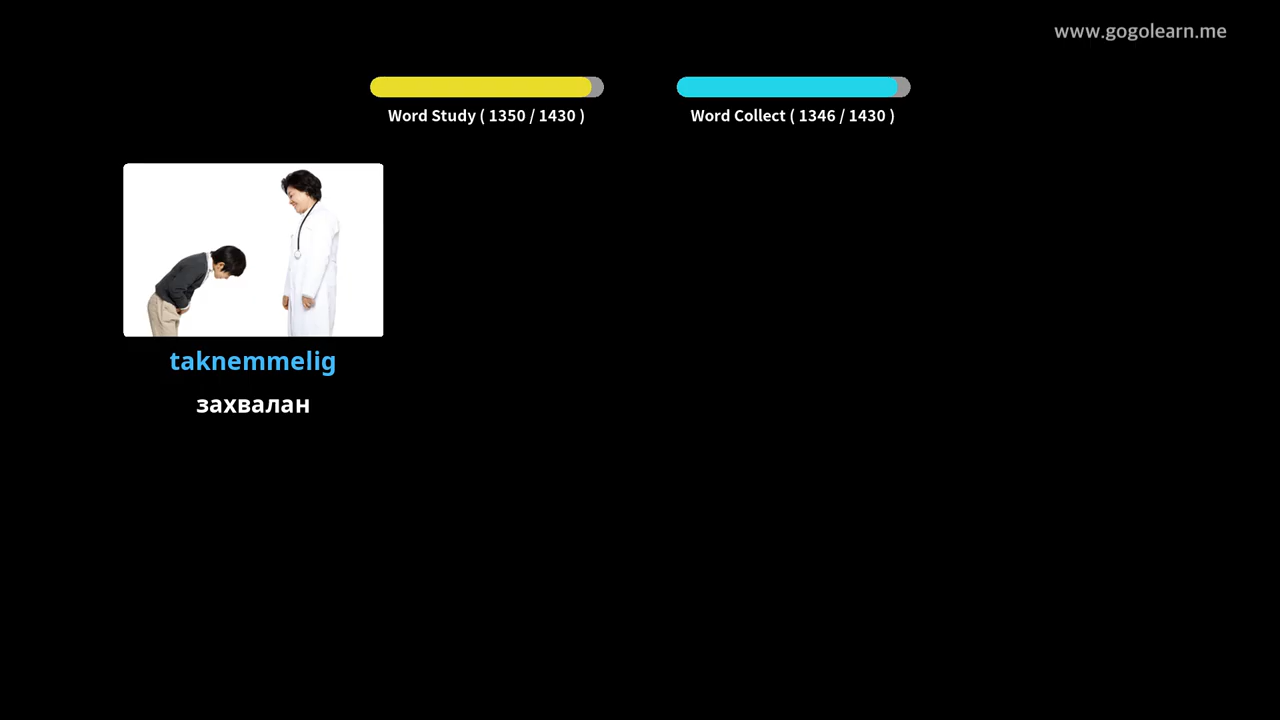 www.gogolearn.me
Word Study ( 1350 / 1430 )
Word Collect ( 1346 / 1430 )
taknemmelig
захвалан